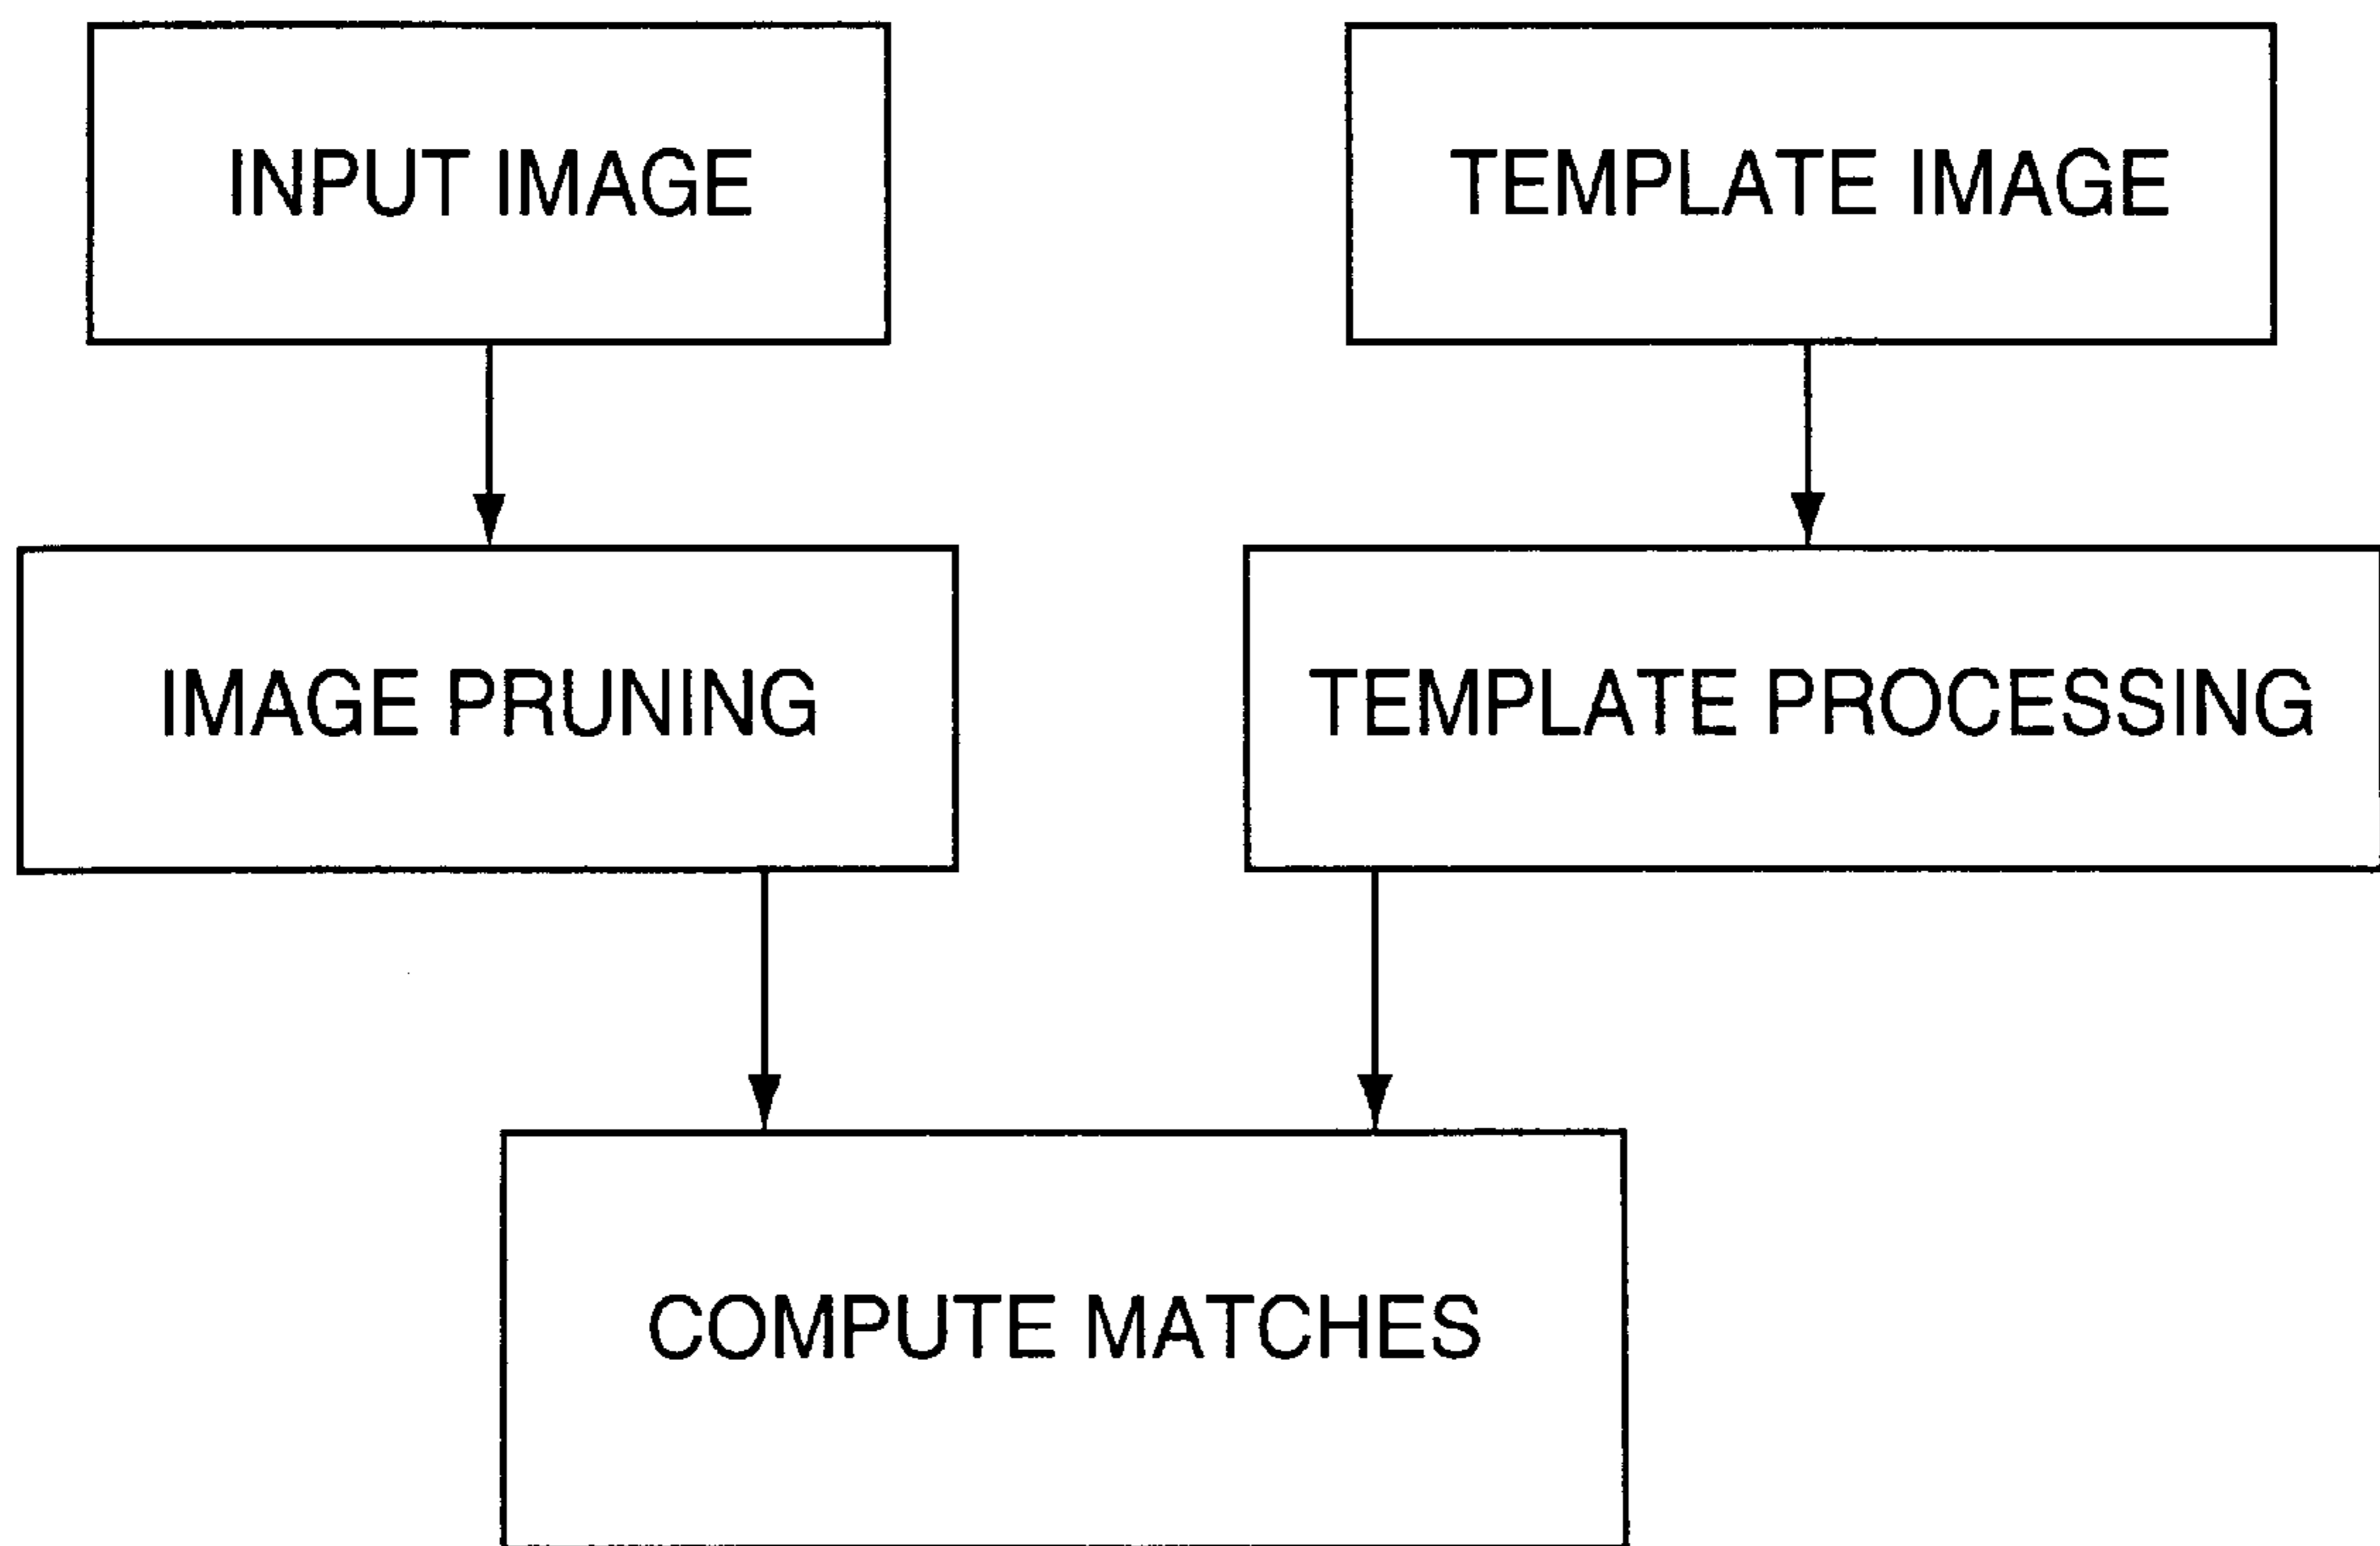 INPUT IMAGE
TEMPLATE IMAGE
IMAGE PRUNING
TEMPLATE PROCESSING
COMPUTE MATCHES